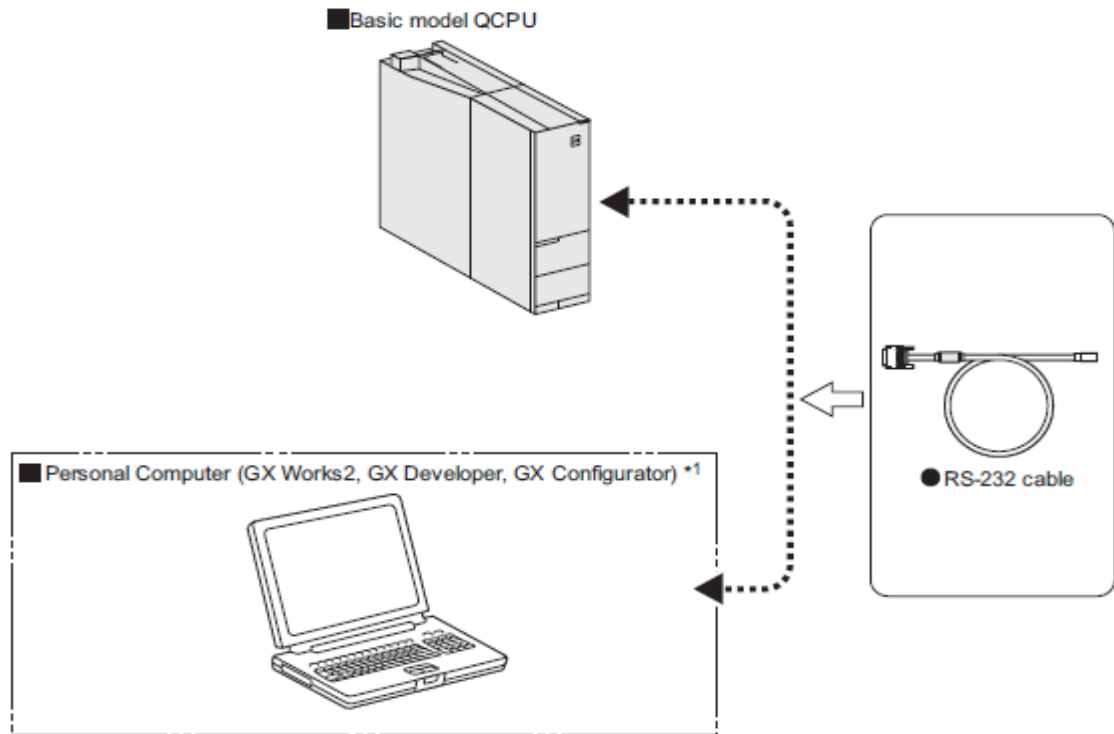 ■Basic model QCPU
■ Personal Computer (GX Works2, GX Developer, GX Configurator) *1
● RS-232 cable